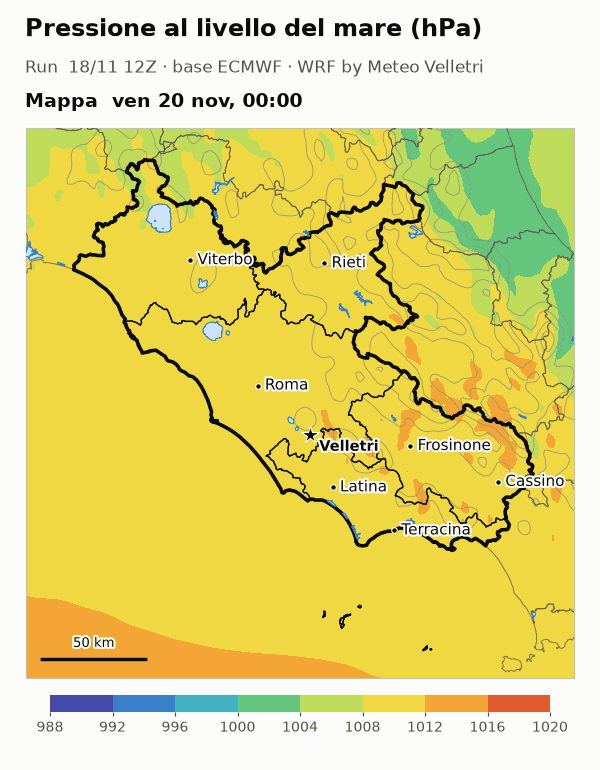 Pressione al livello del mare (hPa)
Run  18/11 12Z · base ECMWF · WRF by Meteo Velletri
Mappa  ven 20 nov, 00:00
Viterbo
Rieti
Roma
Velletri
Frosinone
Cassino
Latina
Terracina
50 km
988 992 996 1000 1004 1008 1012 1016 1020